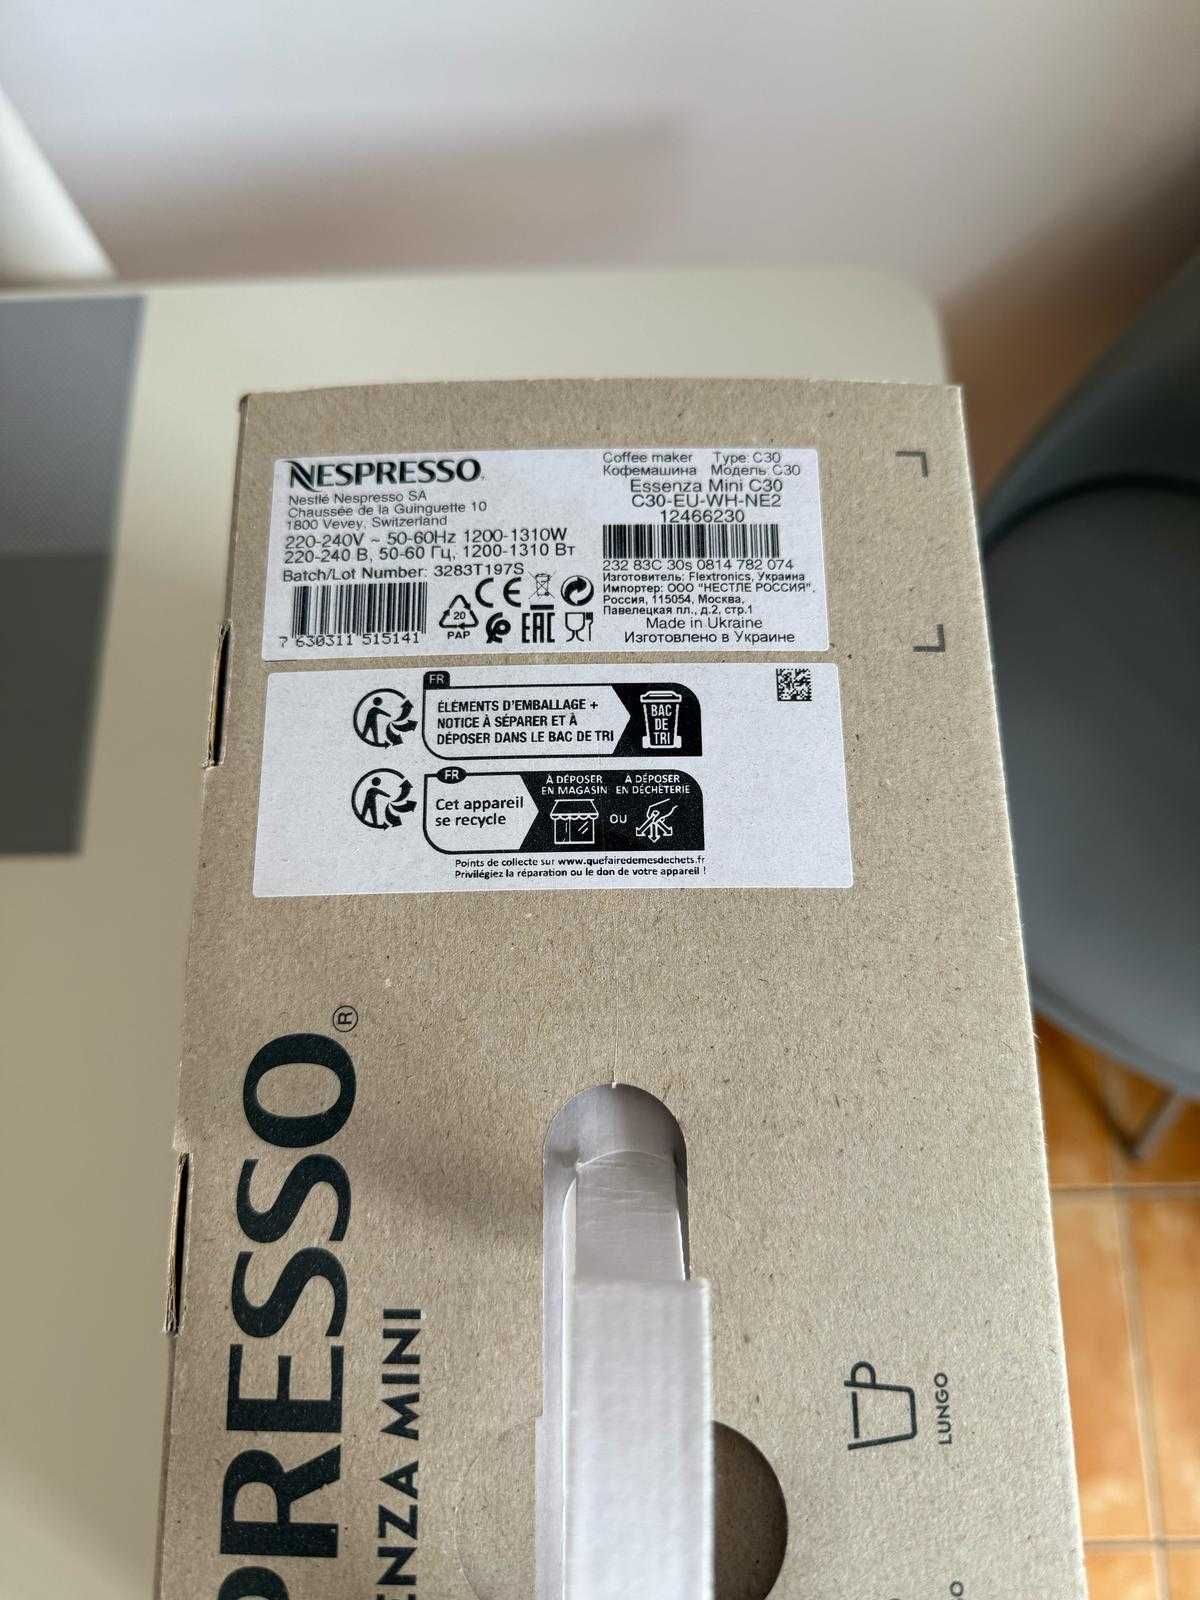 NESPRESSO
Nestlé Nespresso SA
Chaussée de la Guinguette 10
1800 Vevey, Switzerland
220-240V ~ 50-60Hz 1200-1310W
220-240 В, 50-60 Гц, 1200-1310 Вт
Batch/Lot Number: 3283T197S
7 630311 515141
20
PAP
CE
EAC
Coffee maker Type: C30
Кофемашина Модель: C30
Essenza Mini C30
C30-EU-WH-NE2
12466230
232 83C 30s 0814 782 074
Изготовитель: Flextronics, Украина
Импортер: ООО "НЕСТЛЕ РОССИЯ",
Россия, 115054, Москва,
Павелецкая пл., д.2, стр.1
Made in Ukraine
Изготовлено в Украине
FR
ÉLÉMENTS D'EMBALLAGE +
NOTICE À SÉPARER ET À
DÉPOSER DANS LE BAC DE TRI
BAC
DE
TRI
FR
Cet appareil
se recycle
À DÉPOSER
EN MAGASIN
OU
À DÉPOSER
EN DÉCHÈTERIE
Points de collecte sur www.quefairedemesdechets.fr
Privilégiez la réparation ou le don de votre appareil !
PRESSO®
ENZA MINI
LUNGO